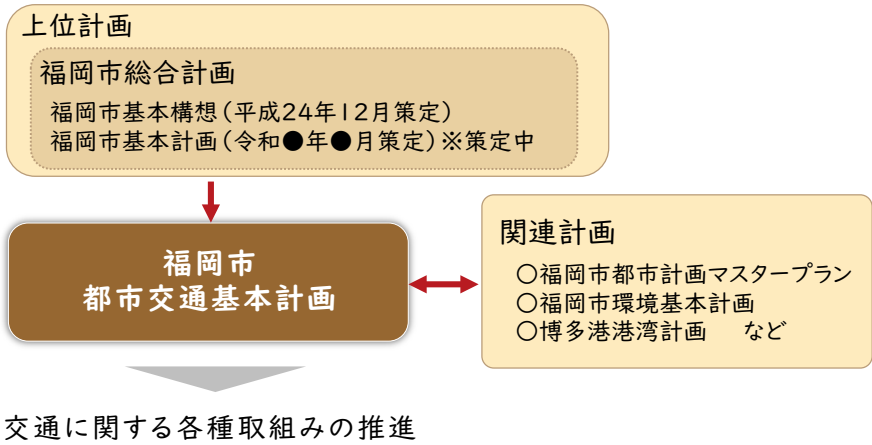 上位計画
福岡市総合計画
福岡市基本構想(平成24年12月策定)
福岡市基本計画(令和●年●月策定)※策定中
福岡市
都市交通基本計画
関連計画
○福岡市都市計画マスタープラン
○福岡市環境基本計画
○博多港港湾計画　など
交通に関する各種取組みの推進